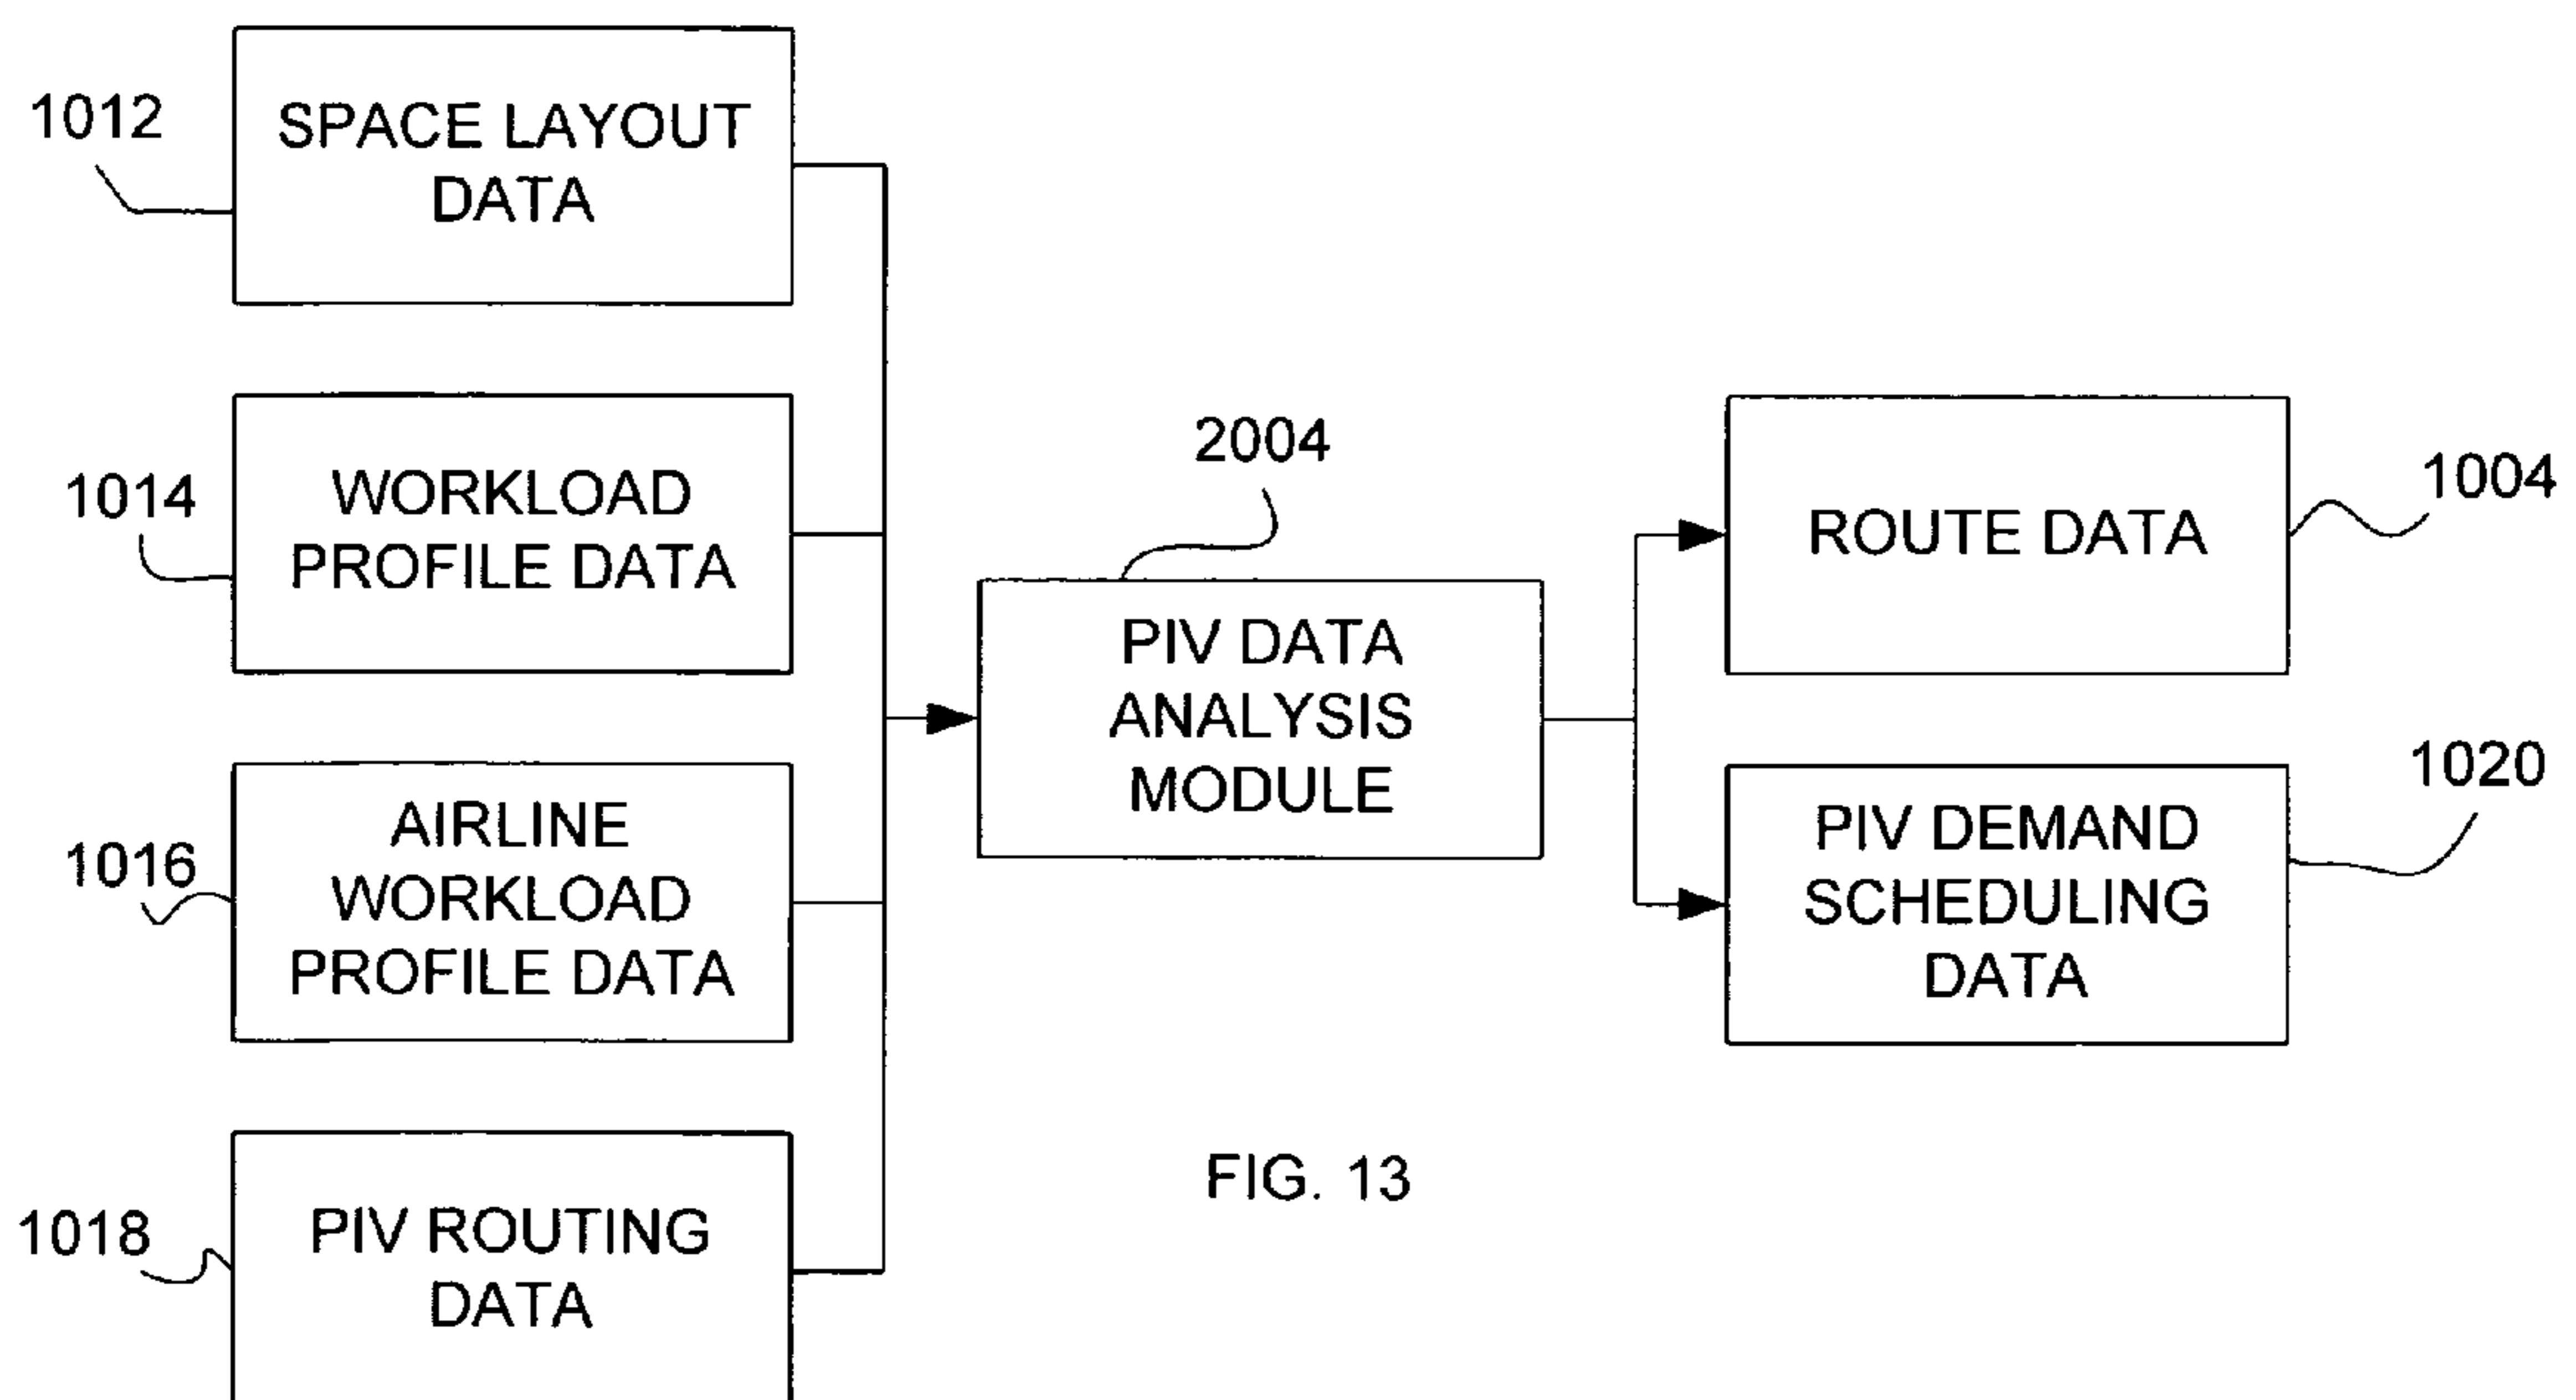 1012
SPACE LAYOUT
DATA
1014
WORKLOAD
PROFILE DATA
1016
AIRLINE
WORKLOAD
PROFILE DATA
1018
PIV ROUTING
DATA
2004
PIV DATA
ANALYSIS
MODULE
1004
ROUTE DATA
1020
PIV DEMAND
SCHEDULING
DATA
FIG. 13